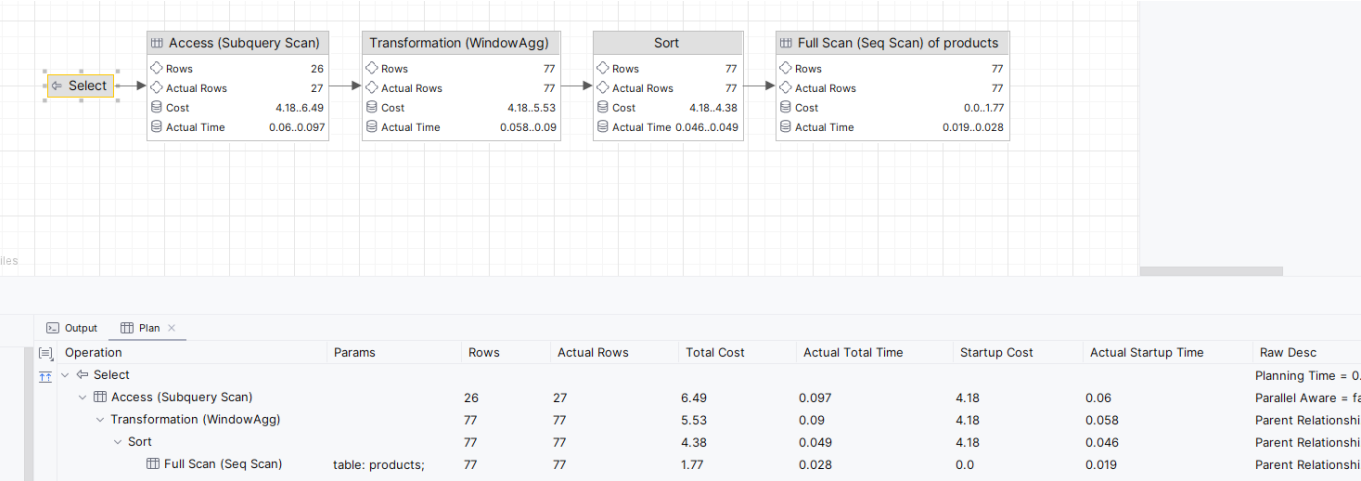 Select
Access (Subquery Scan)
Rows 26
Actual Rows 27
Cost 4.18..6.49
Actual Time 0.06..0.097
Transformation (WindowAgg)
Rows 77
Actual Rows 77
Cost 4.18..5.53
Actual Time 0.058..0.09
Sort
Rows 77
Actual Rows 77
Cost 4.18..4.38
Actual Time 0.046..0.049
Full Scan (Seq Scan) of products
Rows 77
Actual Rows 77
Cost 0.0..1.77
Actual Time 0.019..0.028
iles
Output Plan
Operation Params Rows Actual Rows Total Cost Actual Total Time Startup Cost Actual Startup Time Raw Desc
Select Planning Time = 0.
Access (Subquery Scan) 26 27 6.49 0.097 4.18 0.06 Parallel Aware = fa
Transformation (WindowAgg) 77 77 5.53 0.09 4.18 0.058 Parent Relationshi
Sort 77 77 4.38 0.049 4.18 0.046 Parent Relationshi
Full Scan (Seq Scan) table: products; 77 77 1.77 0.028 0.0 0.019 Parent Relationshi